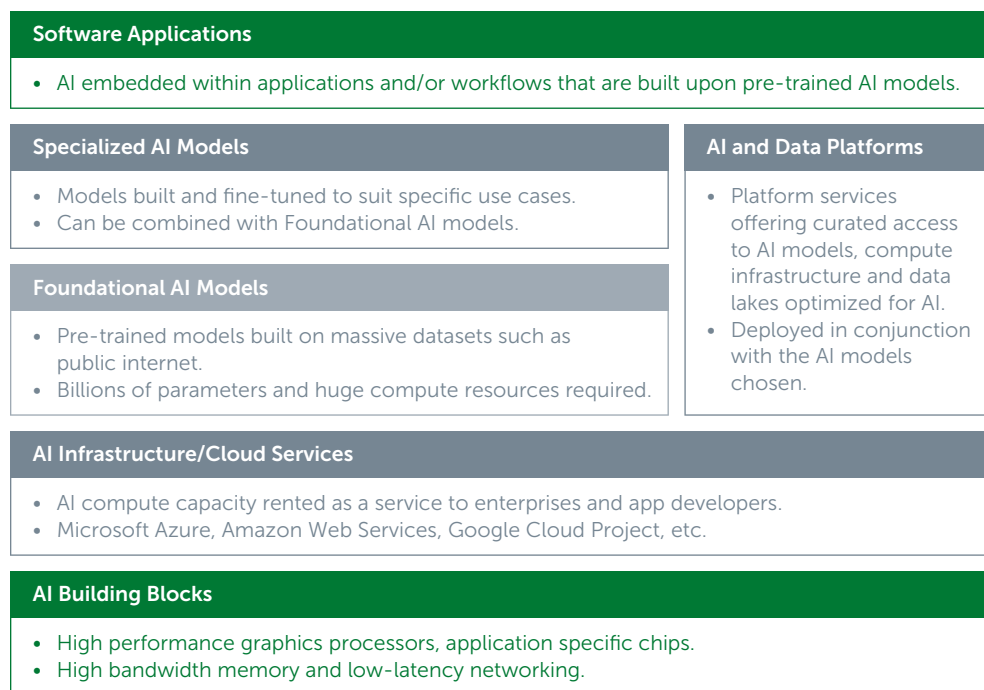 Software Applications
• AI embedded within applications and/or workflows that are built upon pre-trained AI models.
Specialized AI Models
• Models built and fine-tuned to suit specific use cases.
• Can be combined with Foundational AI models.
Foundational AI Models
• Pre-trained models built on massive datasets such as
public internet.
• Billions of parameters and huge compute resources required.
AI and Data Platforms
• Platform services
offering curated access
to AI models, compute
infrastructure and data
lakes optimized for AI.
• Deployed in conjunction
with the AI models
chosen.
AI Infrastructure/Cloud Services
• AI compute capacity rented as a service to enterprises and app developers.
• Microsoft Azure, Amazon Web Services, Google Cloud Project, etc.
AI Building Blocks
• High performance graphics processors, application specific chips.
• High bandwidth memory and low-latency networking.